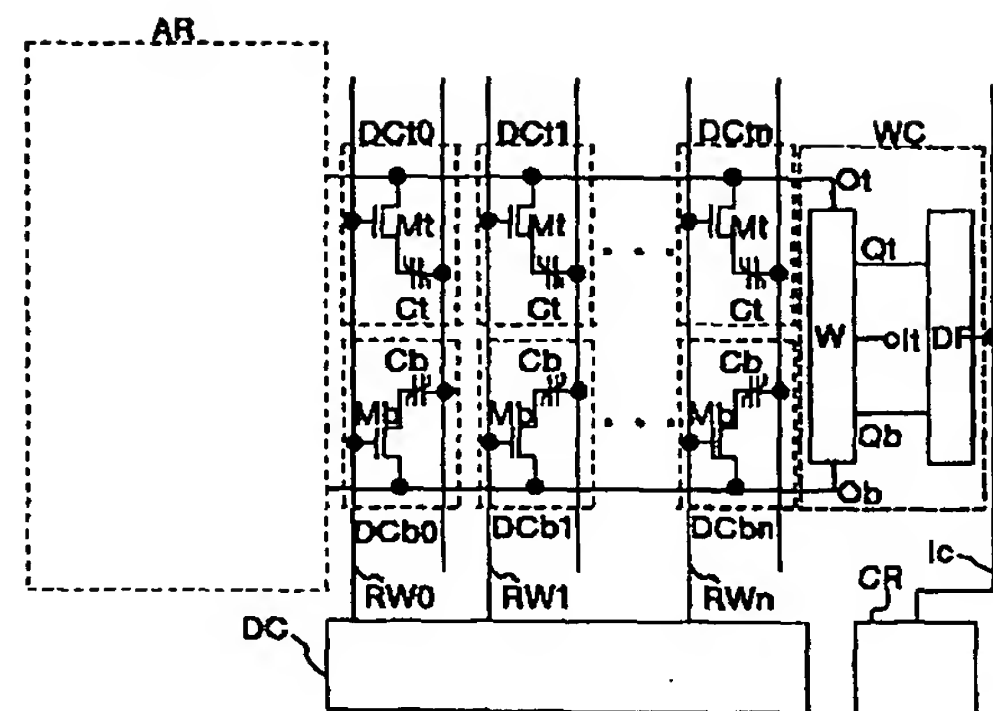 AR
DCt0 DCt1 DCtn WC
Ot
Mt Mt Mt Qt
Ct Ct Ct
W It DF
Cb Cb Cb
Mb Mb Mb Qb
Ob
DCb0 DCb1 DCbn
Ic
RW0 RW1 RWn CR
DC